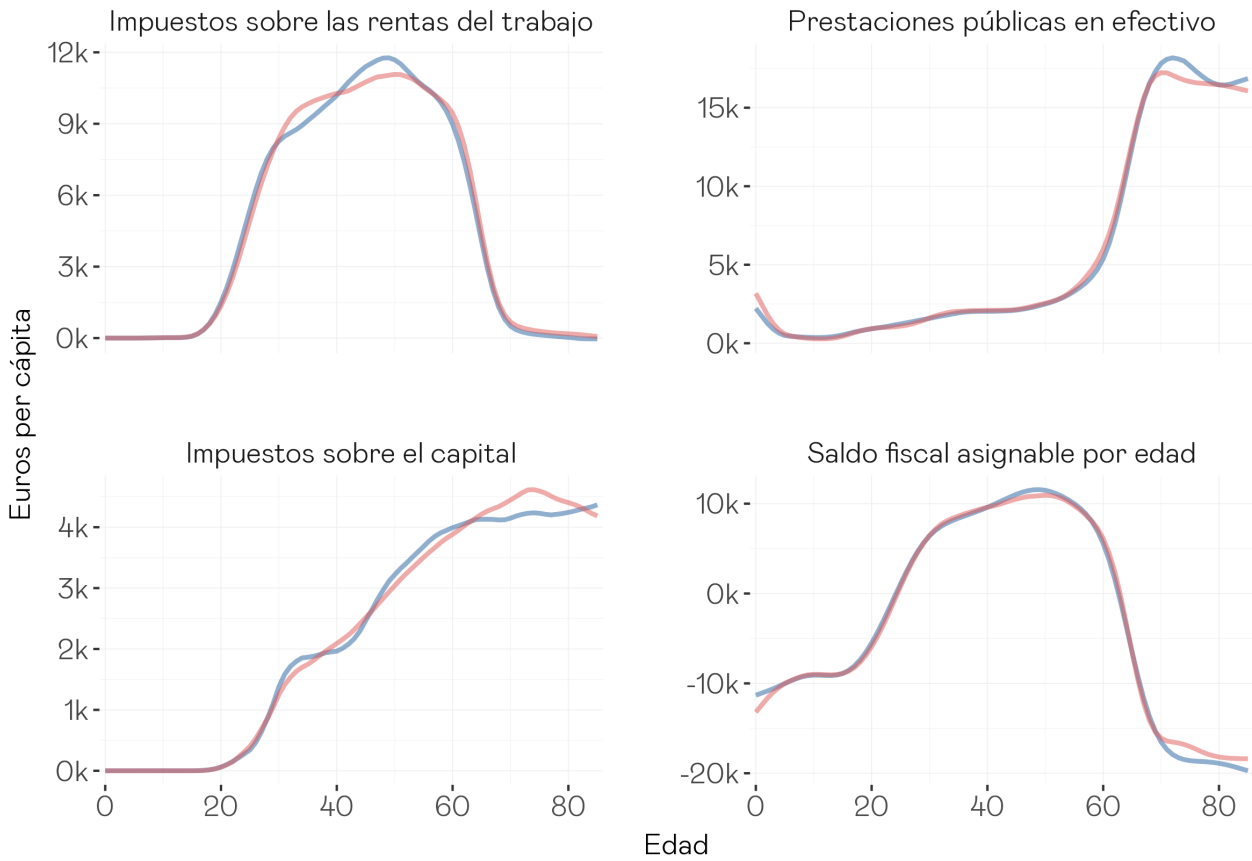 Impuestos sobre las rentas del trabajo
12k
9k
6k
3k
0k
Prestaciones públicas en efectivo
15k
10k
5k
0k
Euros per cápita
Impuestos sobre el capital
4k
3k
2k
1k
0k
0 20 40 60 80
Saldo fiscal asignable por edad
10k
0k
-10k
-20k
0 20 40 60 80
Edad